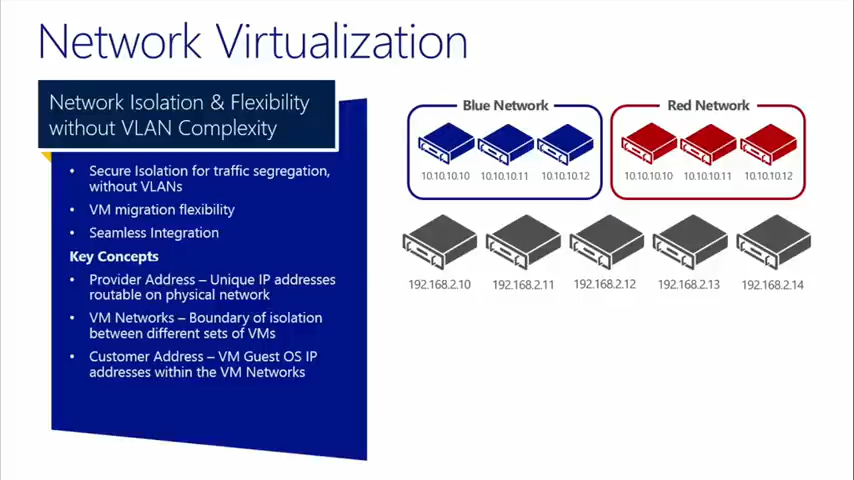 Network Virtualization
Network Isolation & Flexibility
without VLAN Complexity
• Secure Isolation for traffic segregation,
without VLANs
• VM migration flexibility
• Seamless Integration
Key Concepts
• Provider Address – Unique IP addresses
routable on physical network
• VM Networks – Boundary of isolation
between different sets of VMs
• Customer Address – VM Guest OS IP
addresses within the VM Networks
Blue Network
10.10.10.10 10.10.10.11 10.10.10.12
Red Network
10.10.10.10 10.10.10.11 10.10.10.12
192.168.2.10 192.168.2.11 192.168.2.12 192.168.2.13 192.168.2.14